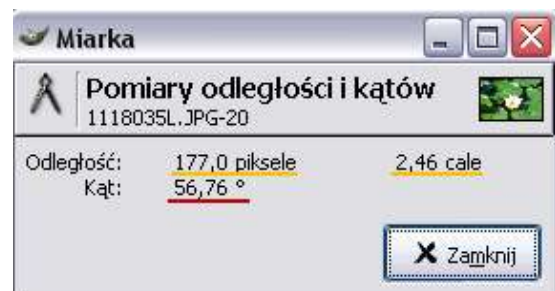 Miarka
Pomiary odległości i kątów
1118035L.JPG-20
Odległość: 177,0 piksele 2,46 cale
Kąt: 56,76 °
Zamknij